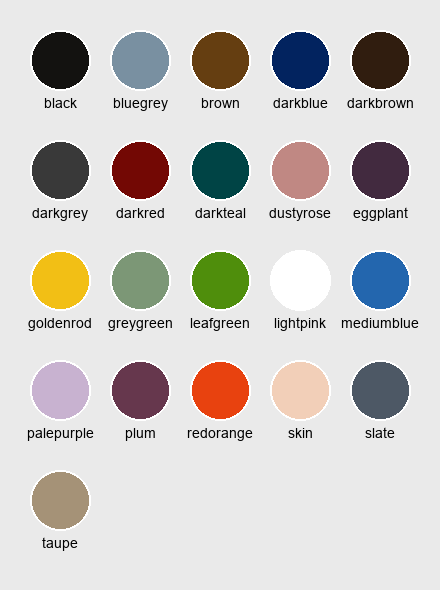 black bluegrey brown darkblue darkbrown
darkgrey darkred darkteal dustyrose eggplant
goldenrod greygreen leafgreen lightpink mediumblue
palepurple plum redorange skin slate
taupe